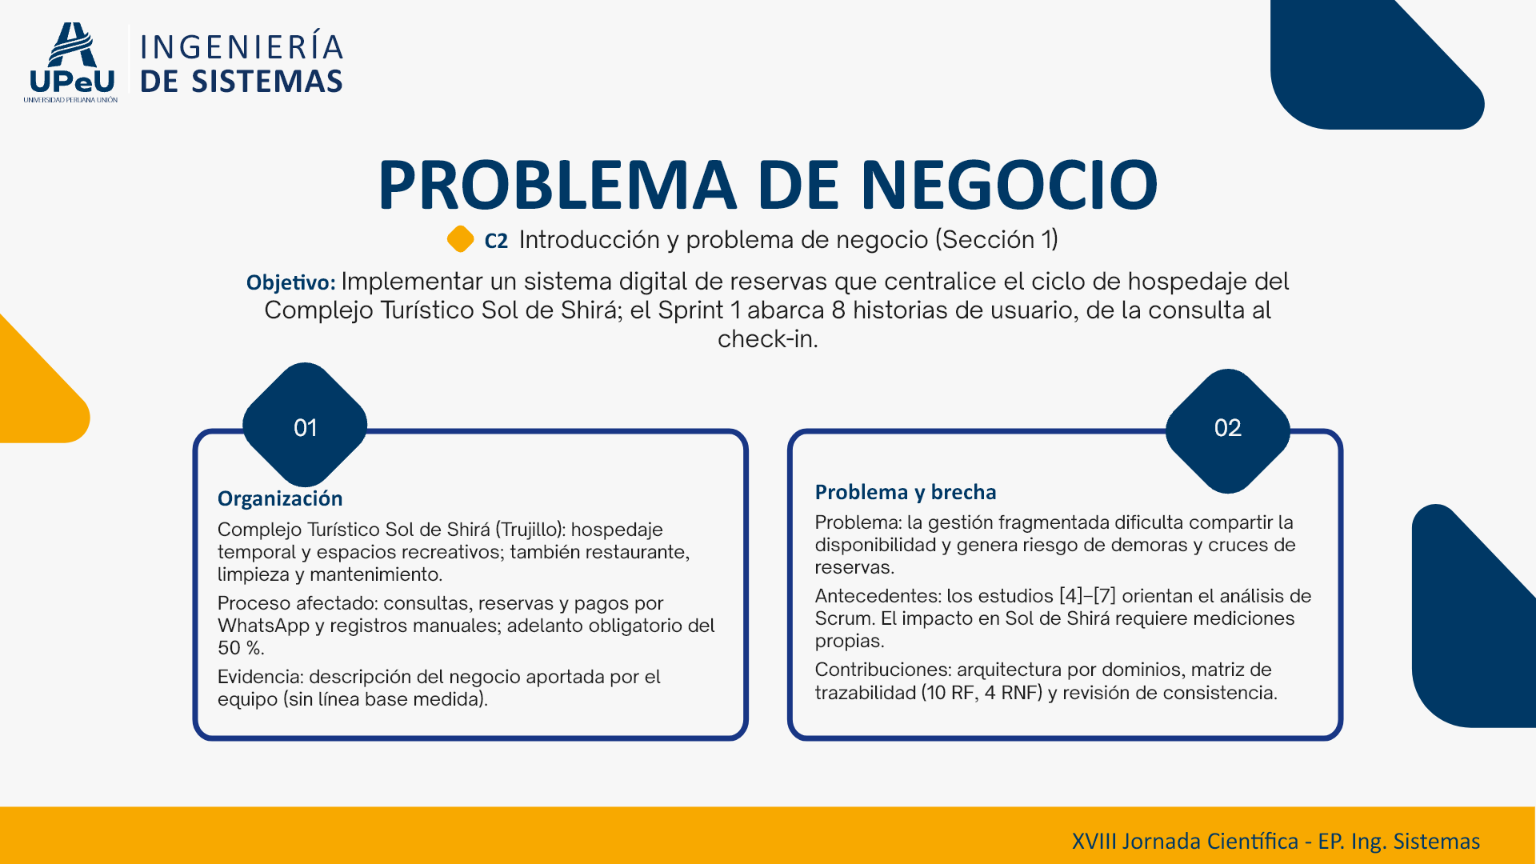 UPeU
UNIVERSIDAD PERUANA UNIÓN
INGENIERÍA
DE SISTEMAS
PROBLEMA DE NEGOCIO
C2 Introducción y problema de negocio (Sección 1)
Objetivo: Implementar un sistema digital de reservas que centralice el ciclo de hospedaje del
Complejo Turístico Sol de Shirá; el Sprint 1 abarca 8 historias de usuario, de la consulta al
check-in.
01
Organización
Complejo Turístico Sol de Shirá (Trujillo): hospedaje
temporal y espacios recreativos; también restaurante,
limpieza y mantenimiento.
Proceso afectado: consultas, reservas y pagos por
WhatsApp y registros manuales; adelanto obligatorio del
50 %.
Evidencia: descripción del negocio aportada por el
equipo (sin línea base medida).
02
Problema y brecha
Problema: la gestión fragmentada dificulta compartir la
disponibilidad y genera riesgo de demoras y cruces de
reservas.
Antecedentes: los estudios [4]–[7] orientan el análisis de
Scrum. El impacto en Sol de Shirá requiere mediciones
propias.
Contribuciones: arquitectura por dominios, matriz de
trazabilidad (10 RF, 4 RNF) y revisión de consistencia.
XVIII Jornada Científica - EP. Ing. Sistemas